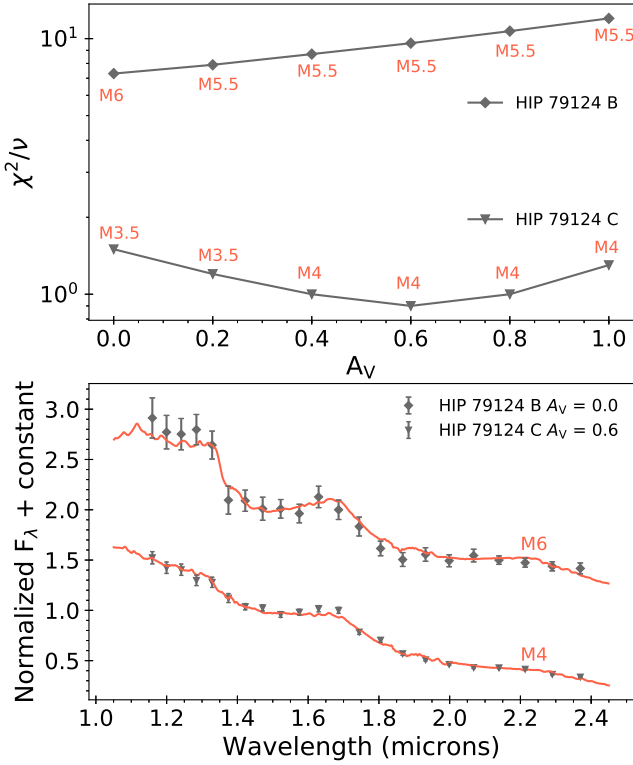 10¹
M6
M5.5
M5.5
M5.5
M5.5
M5.5
HIP 79124 B
χ²/ν
HIP 79124 C
M3.5
M3.5
M4
M4
M4
M4
10⁰
0.0 0.2 0.4 0.6 0.8 1.0
A_V
HIP 79124 B A_V = 0.0
HIP 79124 C A_V = 0.6
3.0
2.5
2.0
1.5
1.0
0.5
Normalized F_λ + constant
M6
M4
1.0 1.2 1.4 1.6 1.8 2.0 2.2 2.4
Wavelength (microns)